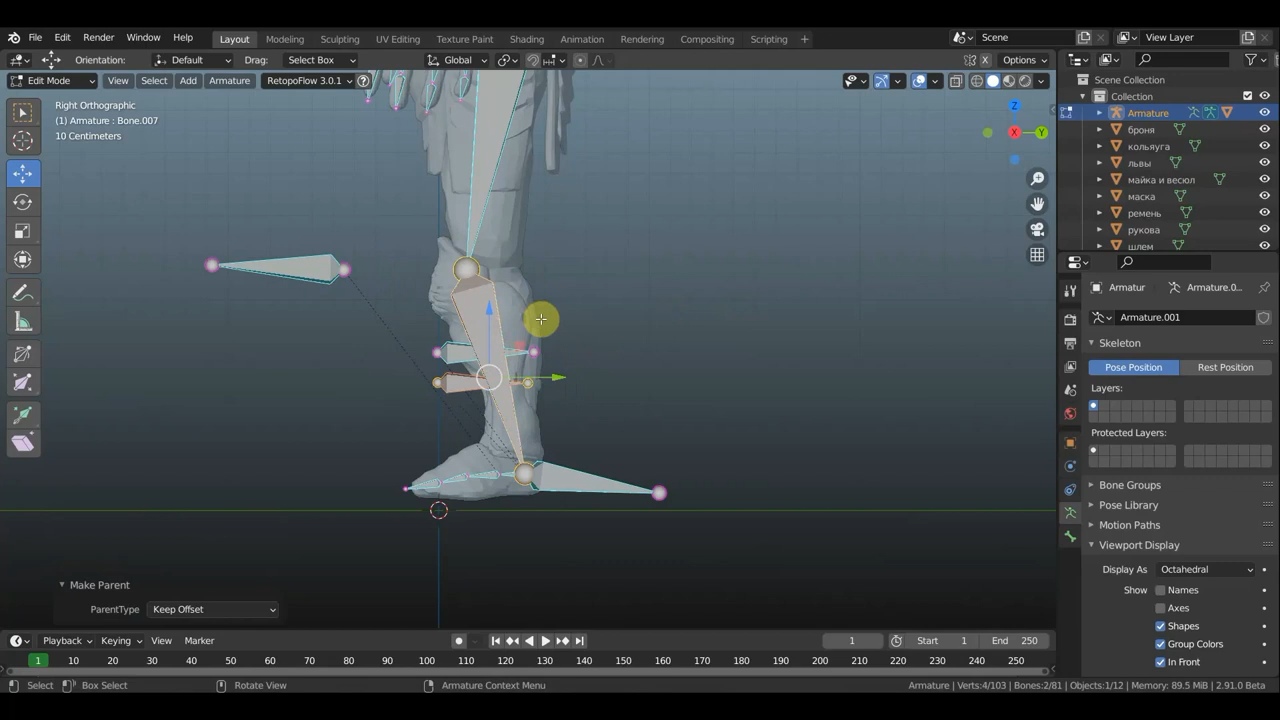 File Edit Render Window Help Layout Modeling Sculpting UV Editing Texture Paint Shading Animation Rendering Compositing Scripting + Scene View Layer
Orientation: Default Drag: Select Box Global Options
Edit Mode View Select Add Armature RetopoFlow 3.0.1
Right Orthographic
(1) Armature : Bone.007
10 Centimeters
Z
X
Y
Scene Collection
Collection
Armature
броня
кольяуга
львы
майка и весюл
маска
ремень
рукова
шлем
Armatur Armature.0...
Armature.001
Skeleton
Pose Position Rest Position
Layers:
Protected Layers:
Bone Groups
Pose Library
Motion Paths
Viewport Display
Display As Octahedral
Show Names
Axes
Shapes
Group Colors
In Front
Make Parent
ParentType Keep Offset
Playback Keying View Marker 1 Start 1 End 250
1 10 20 30 40 50 60 70 80 90 100 110 120 130 140 150 160 170 180 190 200 210 220 230 240 250
Select Box Select Rotate View Armature Context Menu Armature | Verts:4/103 | Bones:2/81 | Objects:1/12 | Memory: 89.5 MiB | 2.91.0 Beta